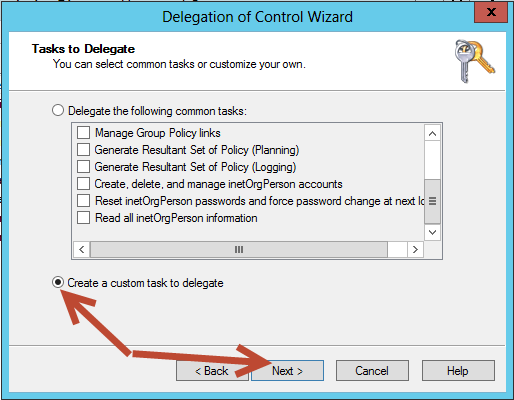 Delegation of Control Wizard
x
Tasks to Delegate
You can select common tasks or customize your own.
Delegate the following common tasks:
Manage Group Policy links
Generate Resultant Set of Policy (Planning)
Generate Resultant Set of Policy (Logging)
Create, delete, and manage inetOrgPerson accounts
Reset inetOrgPerson passwords and force password change at next lo
Read all inetOrgPerson information
Create a custom task to delegate
< Back
Next >
Cancel
Help